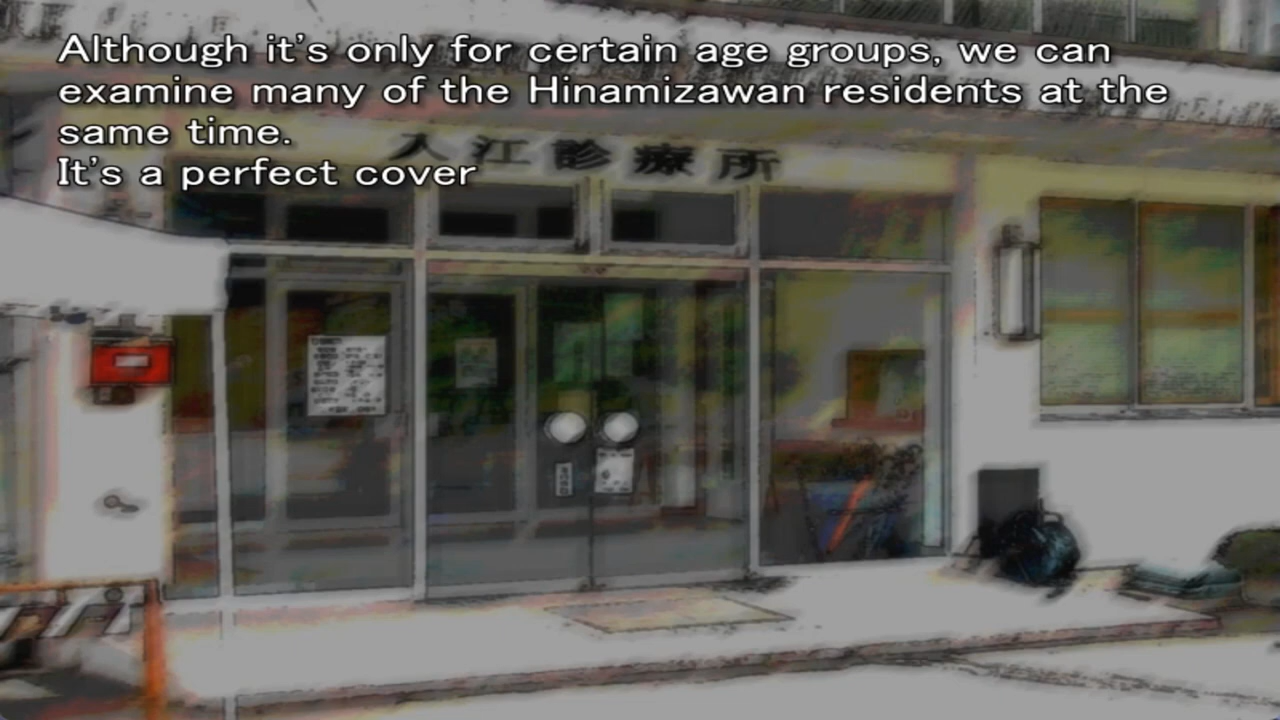 Although it's only for certain age groups, we can
examine many of the Hinamizawan residents at the
same time.
It's a perfect cover
入江診療所